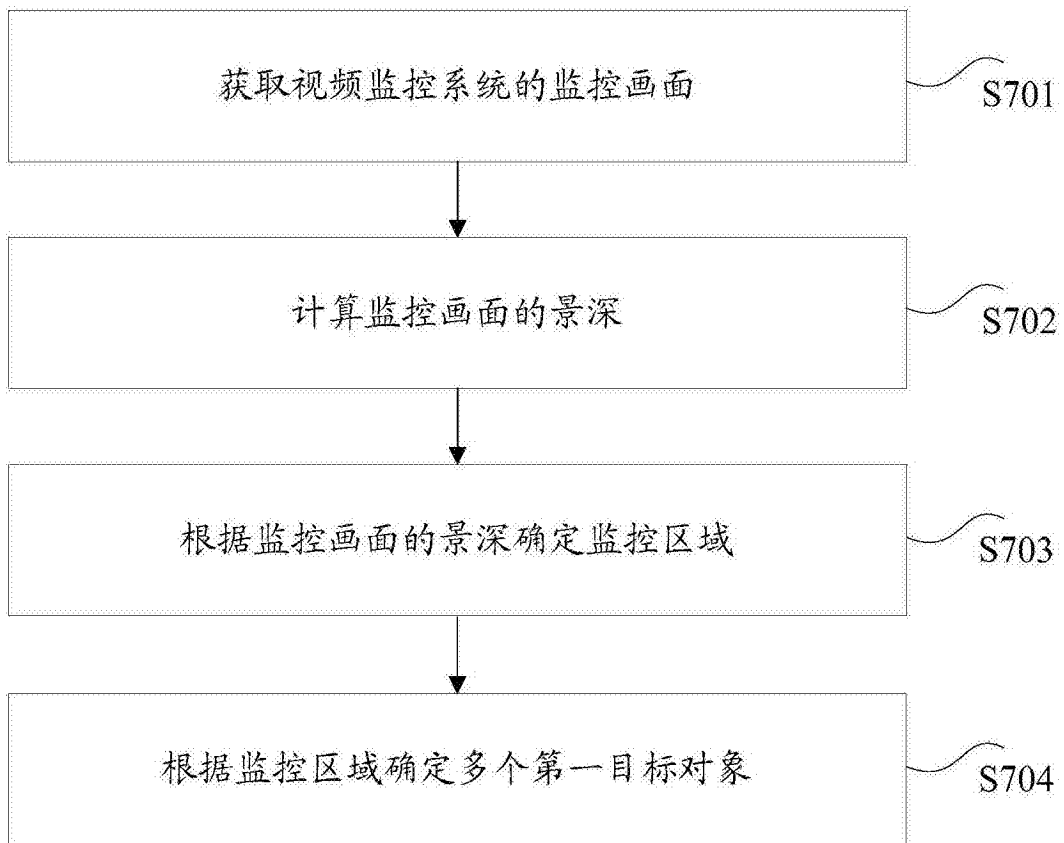 获取视频监控系统的监控画面
S701
计算监控画面的景深
S702
根据监控画面的景深确定监控区域
S703
根据监控区域确定多个第一目标对象
S704